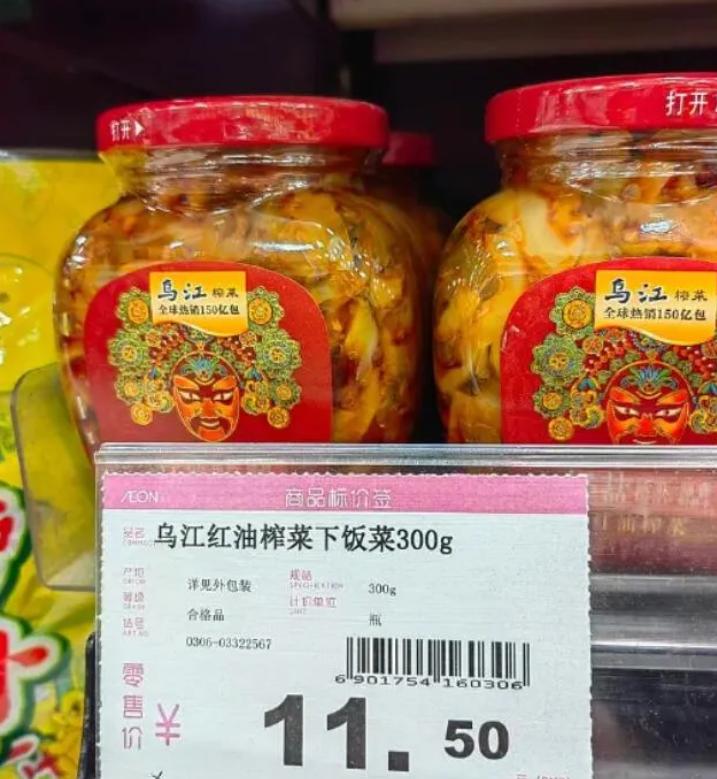 打开
打开
乌江 榨菜
全球热销150亿包
乌江 榨菜
全球热销150亿包
ÆON
商品标价签
品名 乌江红油榨菜下饭菜300g
产地 洋见外包装 规格 300g
SPECIFICATION
等级 合格品 计价单位 瓶
货号 0306-03322567
6 901754 160306
零售价 ¥ 11.50